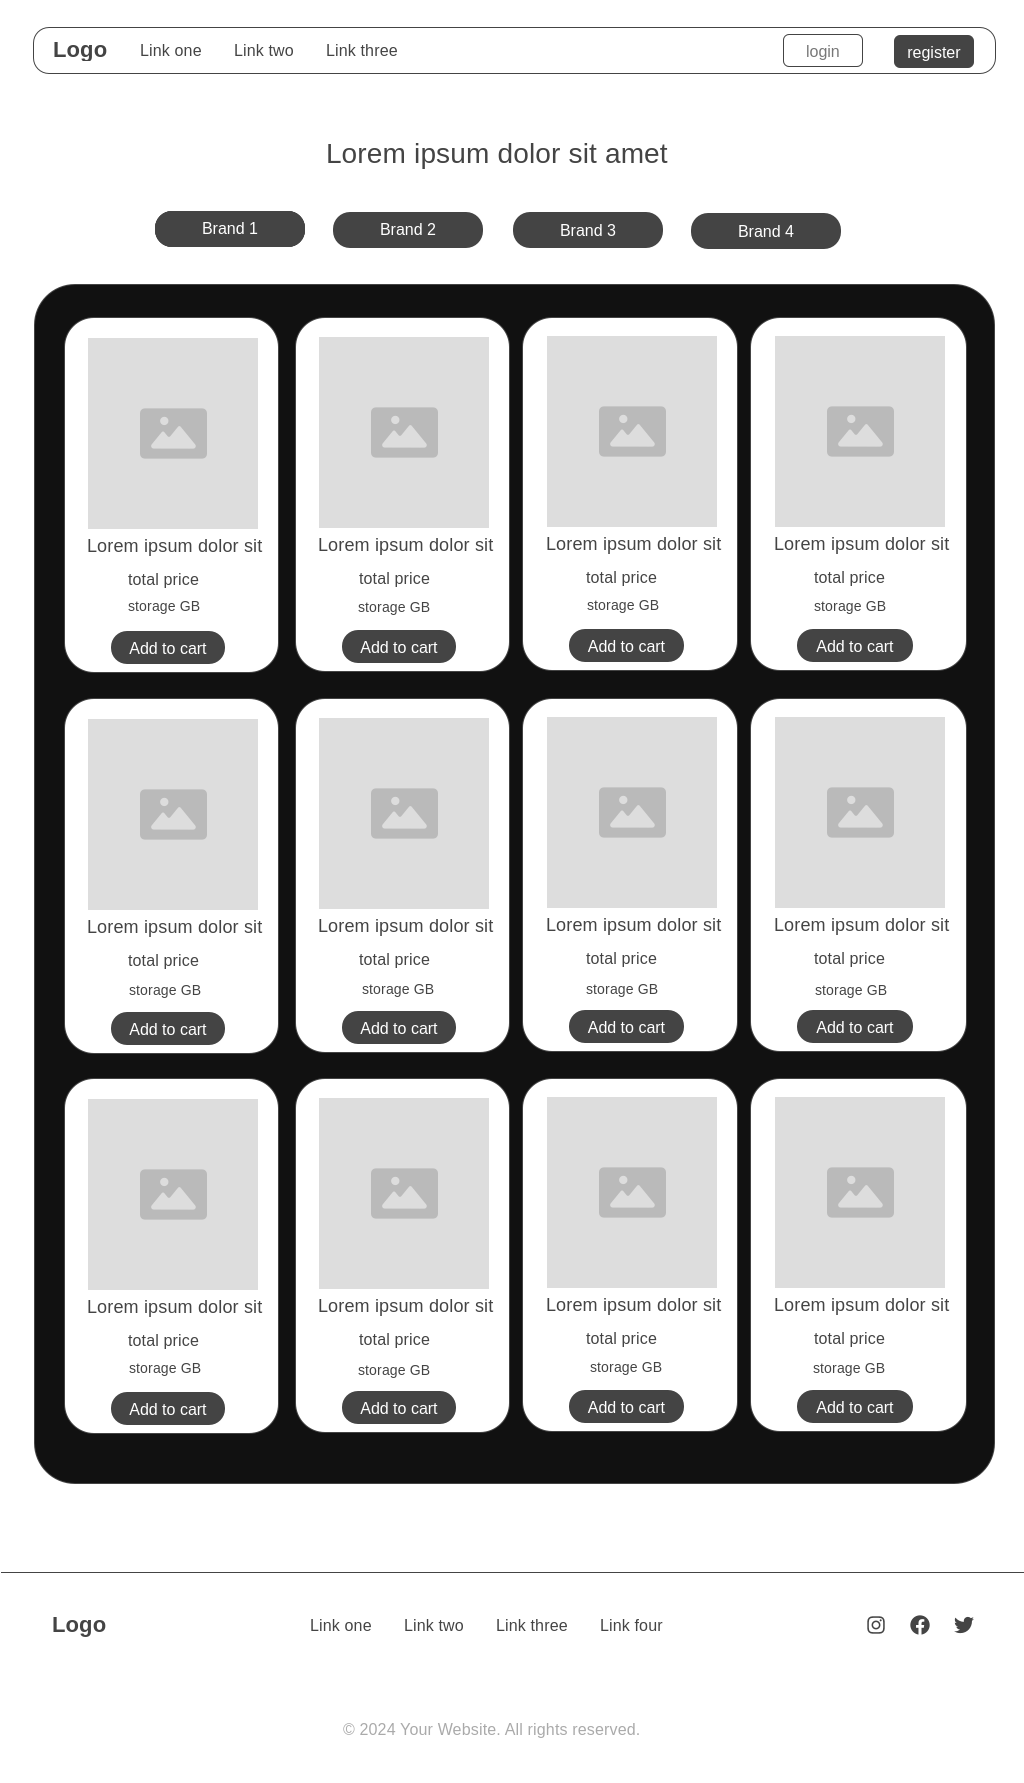 Logo Link one Link two Link three login register
Lorem ipsum dolor sit amet
Brand 1 Brand 2 Brand 3 Brand 4
Lorem ipsum dolor sit Lorem ipsum dolor sit Lorem ipsum dolor sit Lorem ipsum dolor sit
total price total price total price total price
storage GB storage GB storage GB storage GB
Add to cart Add to cart Add to cart Add to cart
Lorem ipsum dolor sit Lorem ipsum dolor sit Lorem ipsum dolor sit Lorem ipsum dolor sit
total price total price total price total price
storage GB storage GB storage GB storage GB
Add to cart Add to cart Add to cart Add to cart
Lorem ipsum dolor sit Lorem ipsum dolor sit Lorem ipsum dolor sit Lorem ipsum dolor sit
total price total price total price total price
storage GB storage GB storage GB storage GB
Add to cart Add to cart Add to cart Add to cart
Logo Link one Link two Link three Link four
© 2024 Your Website. All rights reserved.